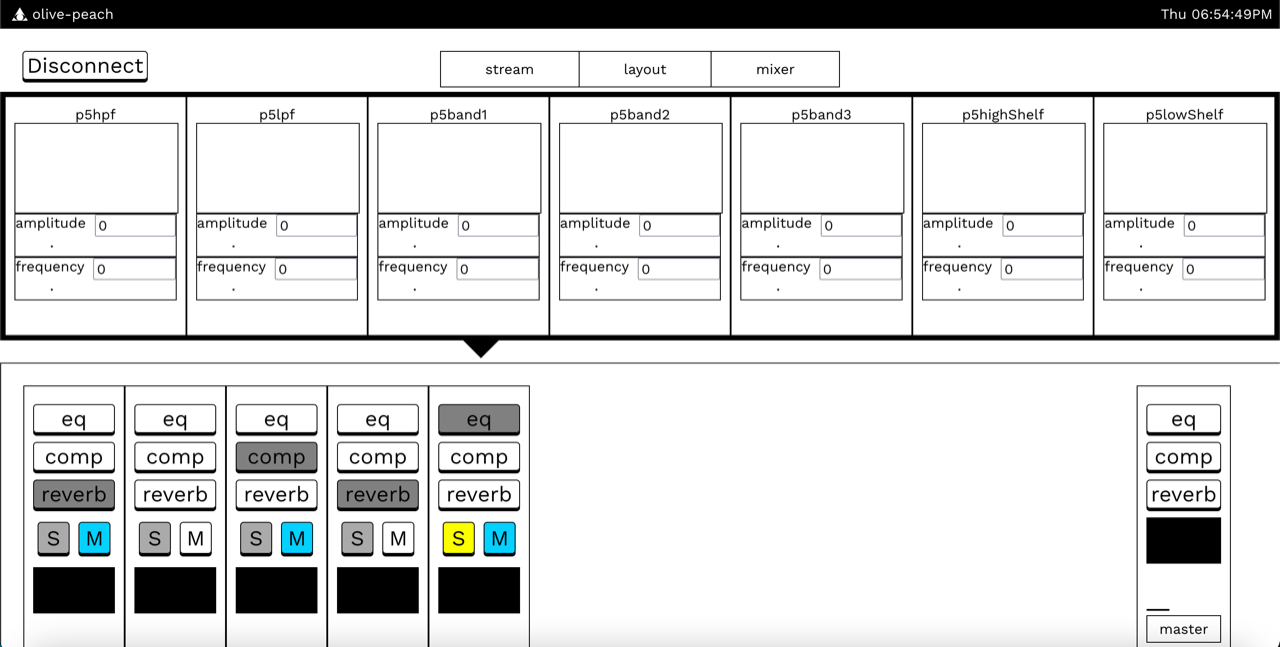 olive-peach Thu 06:54:49PM
Disconnect stream layout mixer
p5hpf p5lpf p5band1 p5band2 p5band3 p5highShelf p5lowShelf
amplitude 0 amplitude 0 amplitude 0 amplitude 0 amplitude 0 amplitude 0 amplitude 0
frequency 0 frequency 0 frequency 0 frequency 0 frequency 0 frequency 0 frequency 0
eq eq eq eq eq eq
comp comp comp comp comp comp
reverb reverb reverb reverb reverb reverb
S M S M S M S M S M
master